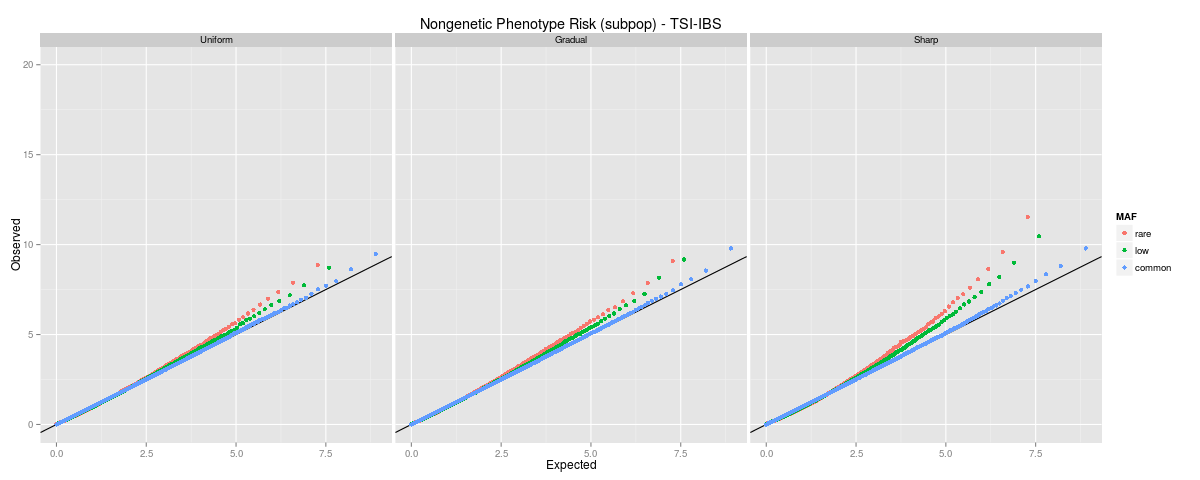 Nongenetic Phenotype Risk (subpop) - TSI-IBS
Uniform
Gradual
Sharp
Observed
20
15
10
5
0
0.0 2.5 5.0 7.5
0.0 2.5 5.0 7.5
0.0 2.5 5.0 7.5
Expected
MAF
rare
low
common